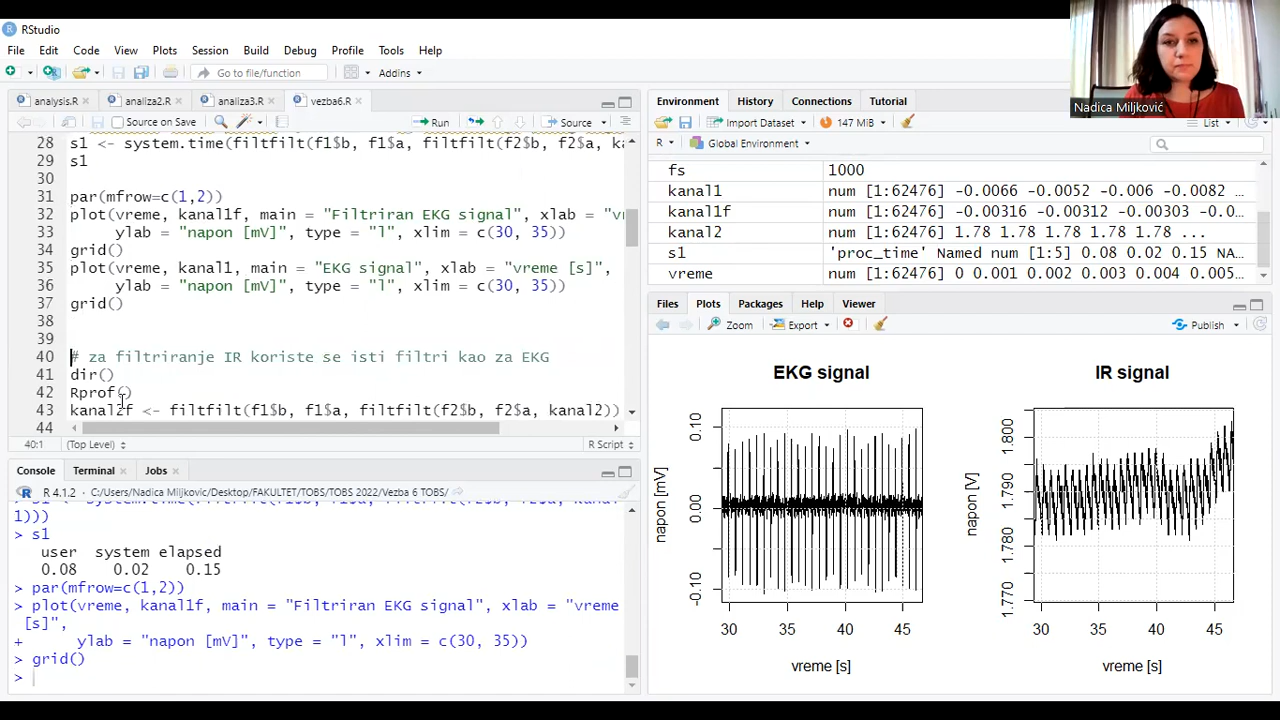 RStudio
File Edit Code View Plots Session Build Debug Profile Tools Help
Go to file/function Addins
analysis.R analiza2.R analiza3.R vezba6.R
Source on Save Run Source
28 s1 <- system.time(filtfilt(f1$b, f1$a, filtfilt(f2$b, f2$a, ka
29 s1
30
31 par(mfrow=c(1,2))
32 plot(vreme, kanal1f, main = "Filtriran EKG signal", xlab = "vr
33 ylab = "napon [mV]", type = "l", xlim = c(30, 35))
34 grid()
35 plot(vreme, kanal1, main = "EKG signal", xlab = "vreme [s]",
36 ylab = "napon [mV]", type = "l", xlim = c(30, 35))
37 grid()
38
39
40 # za filtriranje IR koriste se isti filtri kao za EKG
41 dir()
42 Rprof()
43 kanal2f <- filtfilt(f1$b, f1$a, filtfilt(f2$b, f2$a, kanal2))
44
40:1 (Top Level) R Script
Console Terminal Jobs
R 4.1.2 · C:/Users/Nadica Miljkovic/Desktop/FAKULTET/TOBS/TOBS 2022/Vezba 6 TOBS/
1)))
> s1
user system elapsed
0.08 0.02 0.15
> par(mfrow=c(1,2))
> plot(vreme, kanal1f, main = "Filtriran EKG signal", xlab = "vreme
[s]",
+ ylab = "napon [mV]", type = "l", xlim = c(30, 35))
> grid()
>
Environment History Connections Tutorial
Import Dataset 147 MiB List
R Global Environment
fs 1000
kanal1 num [1:62476] -0.0066 -0.0052 -0.006 -0.0082 ...
kanal1f num [1:62476] -0.00316 -0.00312 -0.00303 -0.0...
kanal2 num [1:62476] 1.78 1.78 1.78 1.78 1.78 ...
s1 'proc_time' Named num [1:5] 0.08 0.02 0.15 NA…
vreme num [1:62476] 0 0.001 0.002 0.003 0.004 0.005...
Files Plots Packages Help Viewer
Zoom Export Publish
EKG signal
napon [mV]
0.10
0.00
-0.10
30 35 40 45
vreme [s]
IR signal
napon [V]
1.800
1.790
1.780
1.770
30 35 40 45
vreme [s]
Nadica Miljković